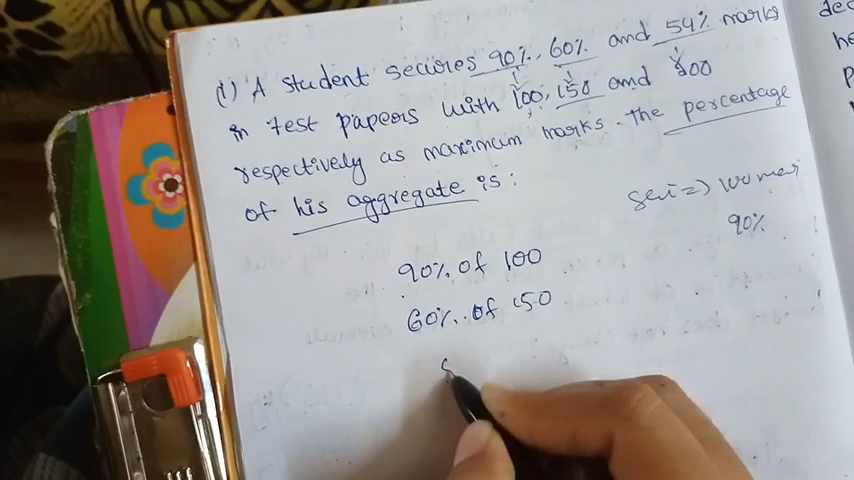 (i) A student secures 90%, 60% and 54% marks
in test papers with 100, 150 and 200
respectively as maximum marks. The percentage
of his aggregate is:
100
90%
90% of 100
60% of 150